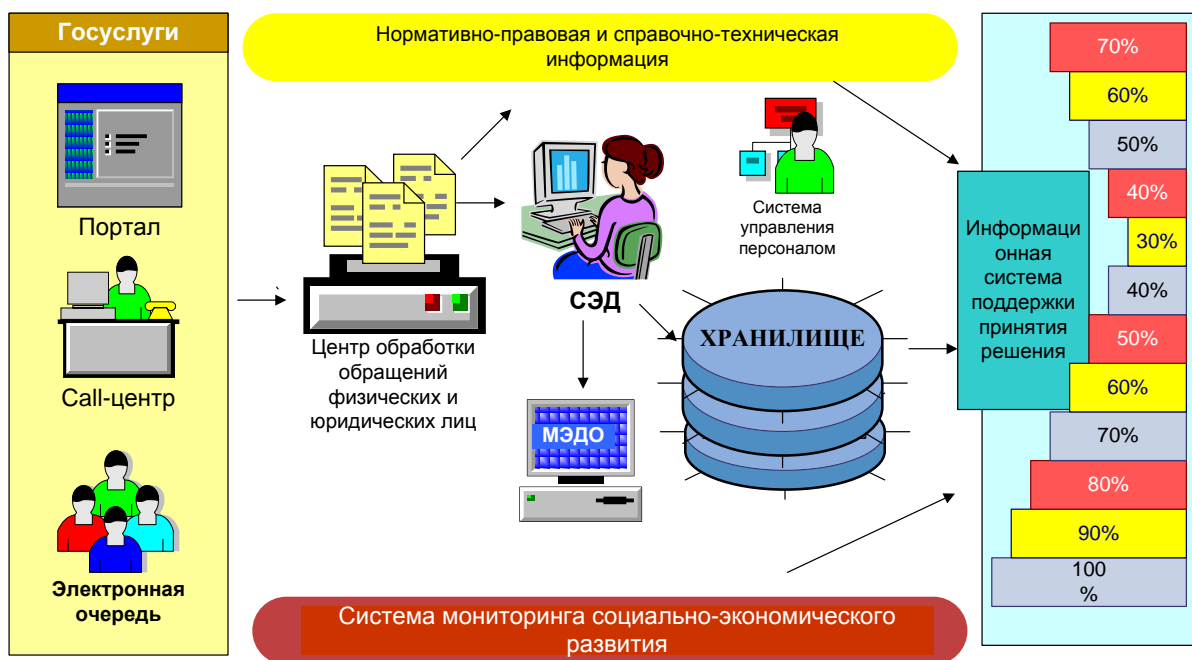 Госуслуги
Портал
Call-центр
Электронная
очередь
Нормативно-правовая и справочно-техническая
информация
Центр обработки
обращений
физических и
юридических лиц
СЭД
МЭДО
Система
управления
персоналом
ХРАНИЛИЩЕ
Система мониторинга социально-экономического
развития
Информаци
онная
система
поддержки
принятия
решения
70%
60%
50%
40%
30%
40%
50%
60%
70%
80%
90%
100
%